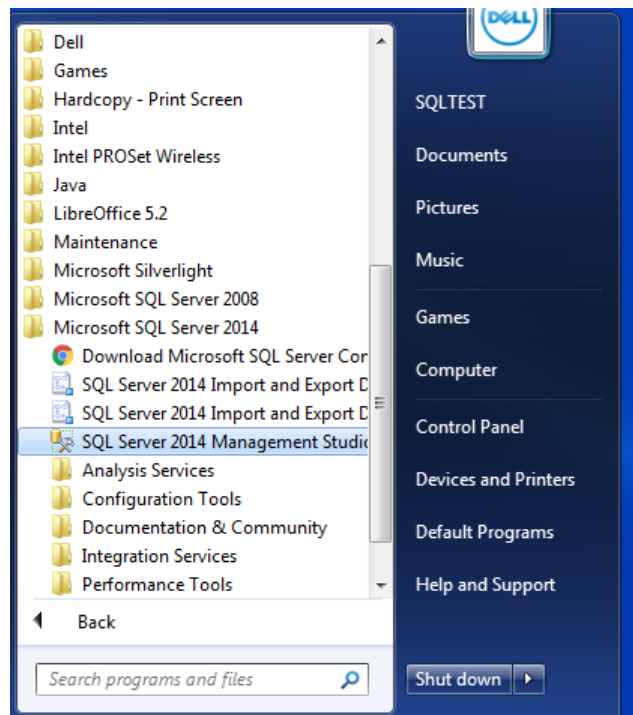 Dell
Games
Hardcopy - Print Screen
Intel
Intel PROSet Wireless
Java
LibreOffice 5.2
Maintenance
Microsoft Silverlight
Microsoft SQL Server 2008
Microsoft SQL Server 2014
Download Microsoft SQL Server Cor
SQL Server 2014 Import and Export D
SQL Server 2014 Import and Export D
SQL Server 2014 Management Studio
Analysis Services
Configuration Tools
Documentation & Community
Integration Services
Performance Tools
Back
Search programs and files
DELL
SQLTEST
Documents
Pictures
Music
Games
Computer
Control Panel
Devices and Printers
Default Programs
Help and Support
Shut down